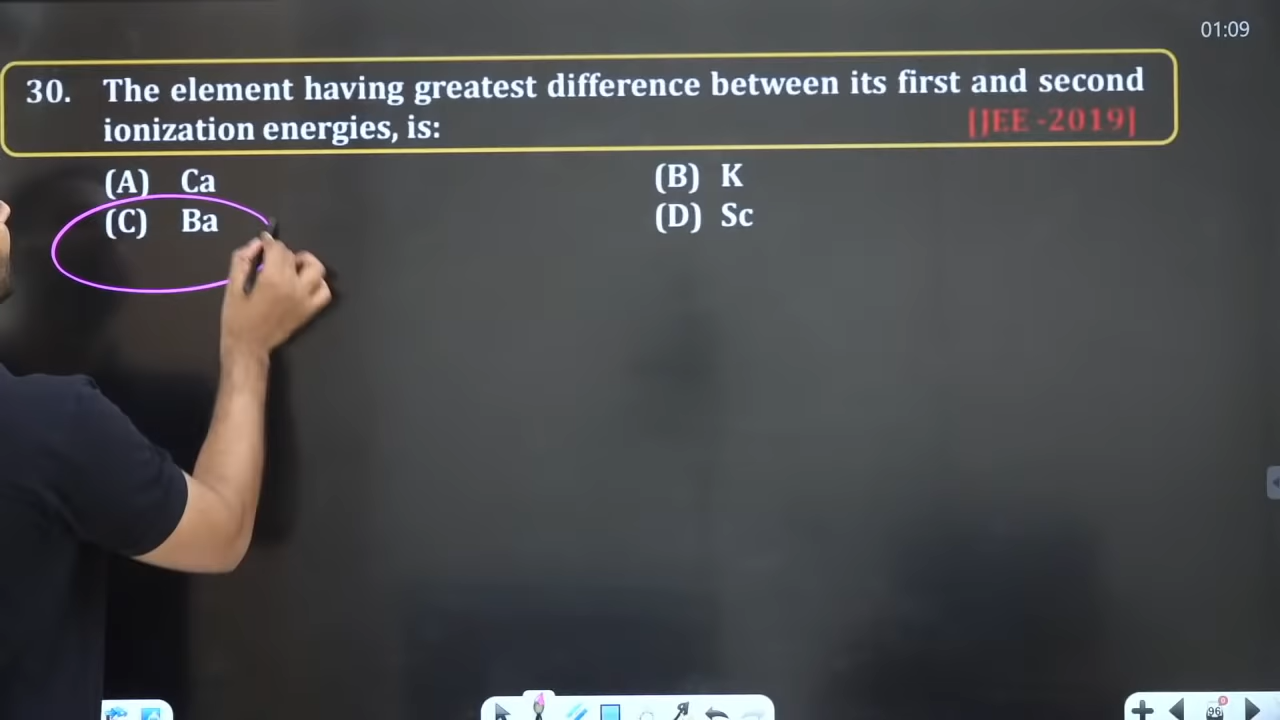 01:09
30. The element having greatest difference between its first and second
ionization energies, is: [JEE -2019]
(A) Ca (B) K
(C) Ba (D) Sc
96